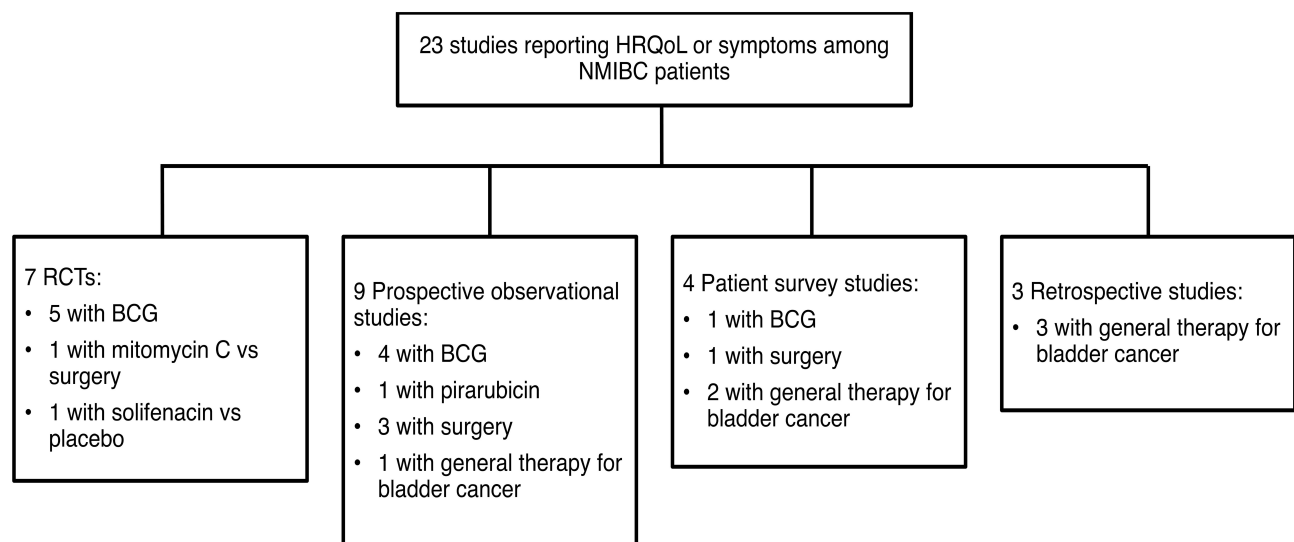 23 studies reporting HRQoL or symptoms among
NMIBC patients
7 RCTs:
• 5 with BCG
• 1 with mitomycin C vs
surgery
• 1 with solifenacin vs
placebo
9 Prospective observational
studies:
• 4 with BCG
• 1 with pirarubicin
• 3 with surgery
• 1 with general therapy for
bladder cancer
4 Patient survey studies:
• 1 with BCG
• 1 with surgery
• 2 with general therapy for
bladder cancer
3 Retrospective studies:
• 3 with general therapy for
bladder cancer